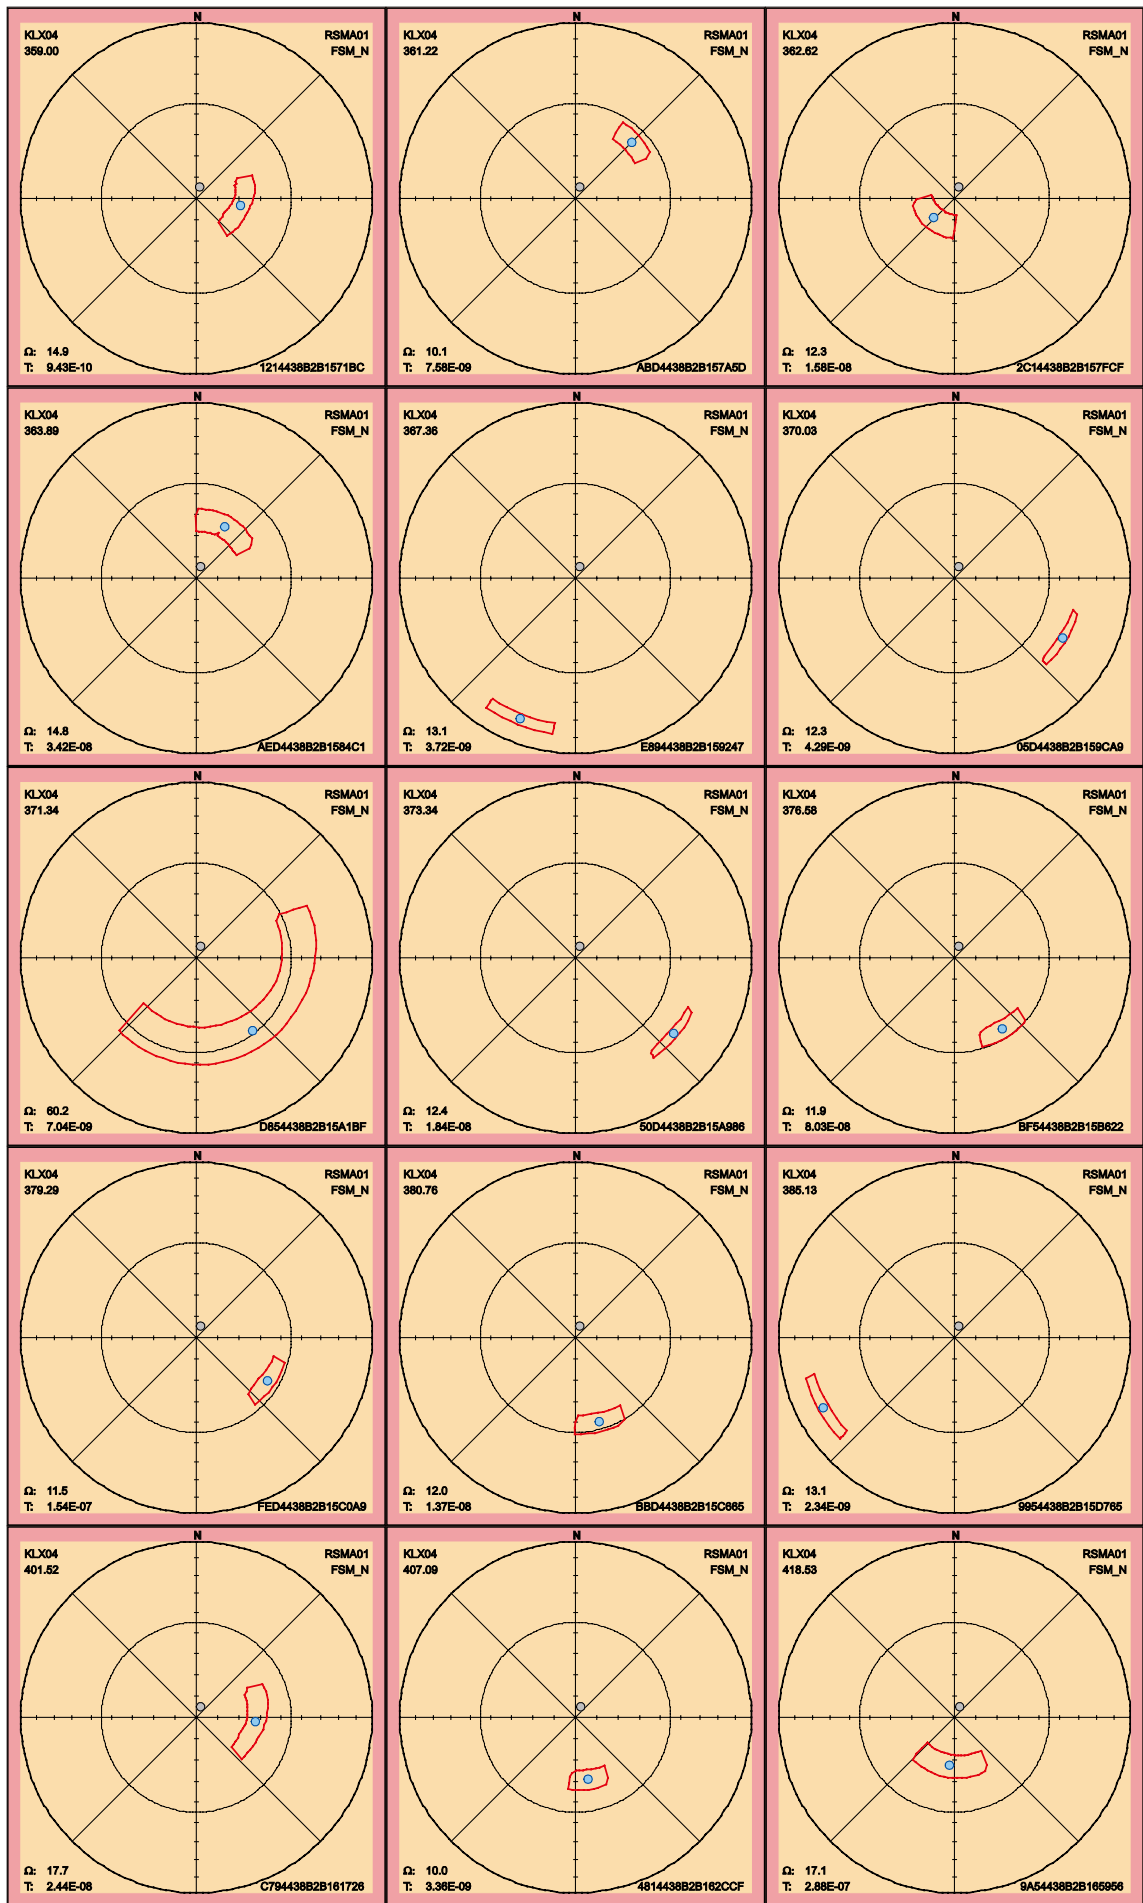 N
KLX04 RSMA01
359.00 FSM_N
Ω: 14.9
T: 9.43E-10 1214438B2B1571BC
N
KLX04 RSMA01
361.22 FSM_N
Ω: 10.1
T: 7.58E-09 ABD4438B2B157A5D
N
KLX04 RSMA01
362.62 FSM_N
Ω: 12.3
T: 1.58E-08 2C14438B2B157FCF
N
KLX04 RSMA01
363.89 FSM_N
Ω: 14.8
T: 3.42E-08 AED4438B2B1584C1
N
KLX04 RSMA01
367.36 FSM_N
Ω: 13.1
T: 3.72E-09 E894438B2B159247
N
KLX04 RSMA01
370.03 FSM_N
Ω: 12.3
T: 4.29E-09 05D4438B2B159CA9
N
KLX04 RSMA01
371.34 FSM_N
Ω: 60.2
T: 7.04E-09 D854438B2B15A1BF
N
KLX04 RSMA01
373.34 FSM_N
Ω: 12.4
T: 1.84E-08 50D4438B2B15A986
N
KLX04 RSMA01
376.58 FSM_N
Ω: 11.9
T: 8.03E-08 BF54438B2B15B622
N
KLX04 RSMA01
379.29 FSM_N
Ω: 11.5
T: 1.54E-07 FED4438B2B15C0A9
N
KLX04 RSMA01
380.76 FSM_N
Ω: 12.0
T: 1.37E-08 BBD4438B2B15C665
N
KLX04 RSMA01
385.13 FSM_N
Ω: 13.1
T: 2.34E-09 9954438B2B15D765
N
KLX04 RSMA01
401.52 FSM_N
Ω: 17.7
T: 2.44E-08 C794438B2B161726
N
KLX04 RSMA01
407.09 FSM_N
Ω: 10.0
T: 3.36E-09 4814438B2B162CCF
N
KLX04 RSMA01
418.53 FSM_N
Ω: 17.1
T: 2.88E-07 9A54438B2B165956